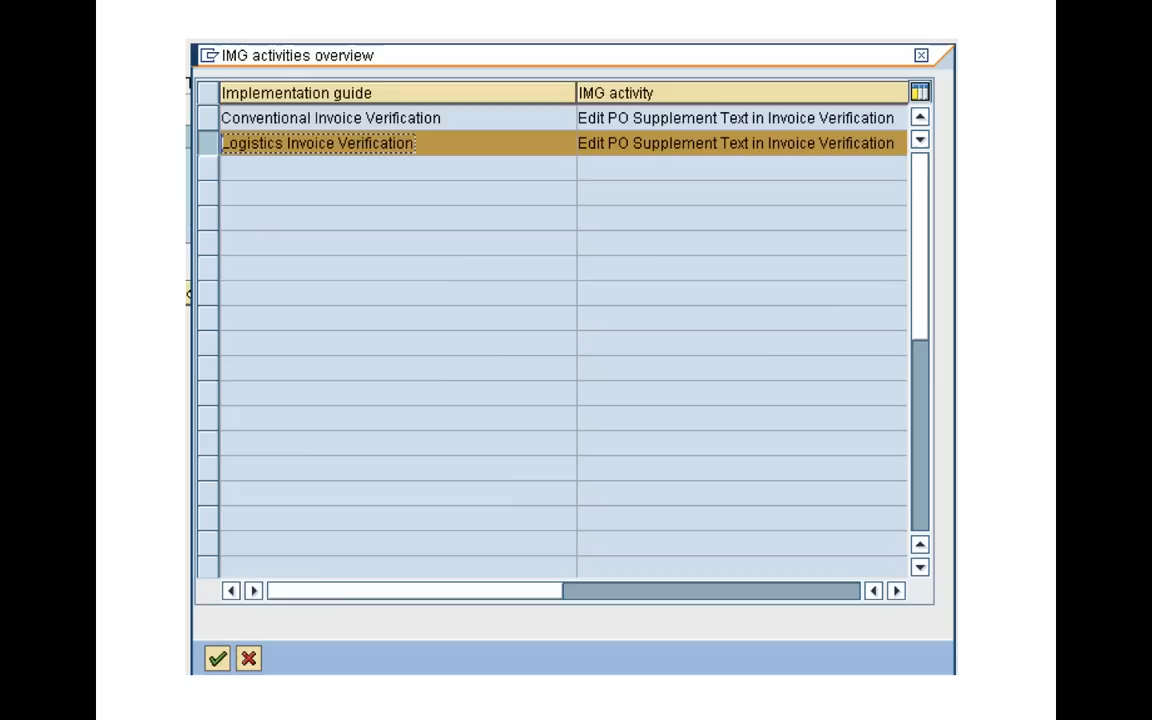 IMG activities overview
Implementation guide IMG activity
Conventional Invoice Verification Edit PO Supplement Text in Invoice Verification
Logistics Invoice Verification Edit PO Supplement Text in Invoice Verification